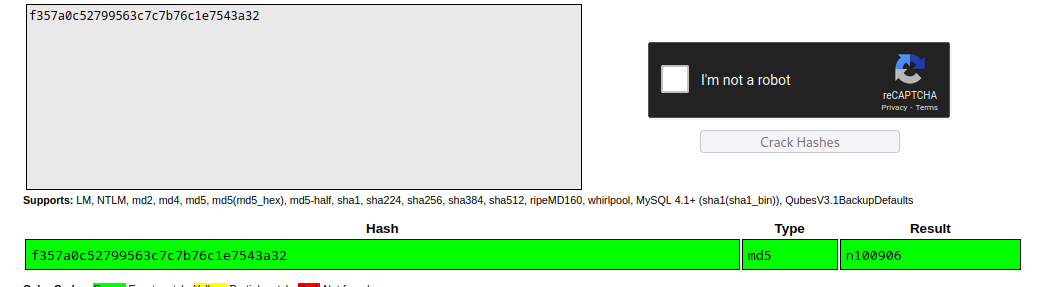 f357a0c52799563c7c7b76c1e7543a32
I'm not a robot
reCAPTCHA
Privacy - Terms
Crack Hashes
Supports: LM, NTLM, md2, md4, md5, md5(md5_hex), md5-half, sha1, sha224, sha256, sha384, sha512, ripeMD160, whirlpool, MySQL 4.1+ (sha1(sha1_bin)), QubesV3.1BackupDefaults
Hash Type Result
f357a0c52799563c7c7b76c1e7543a32 md5 n100906